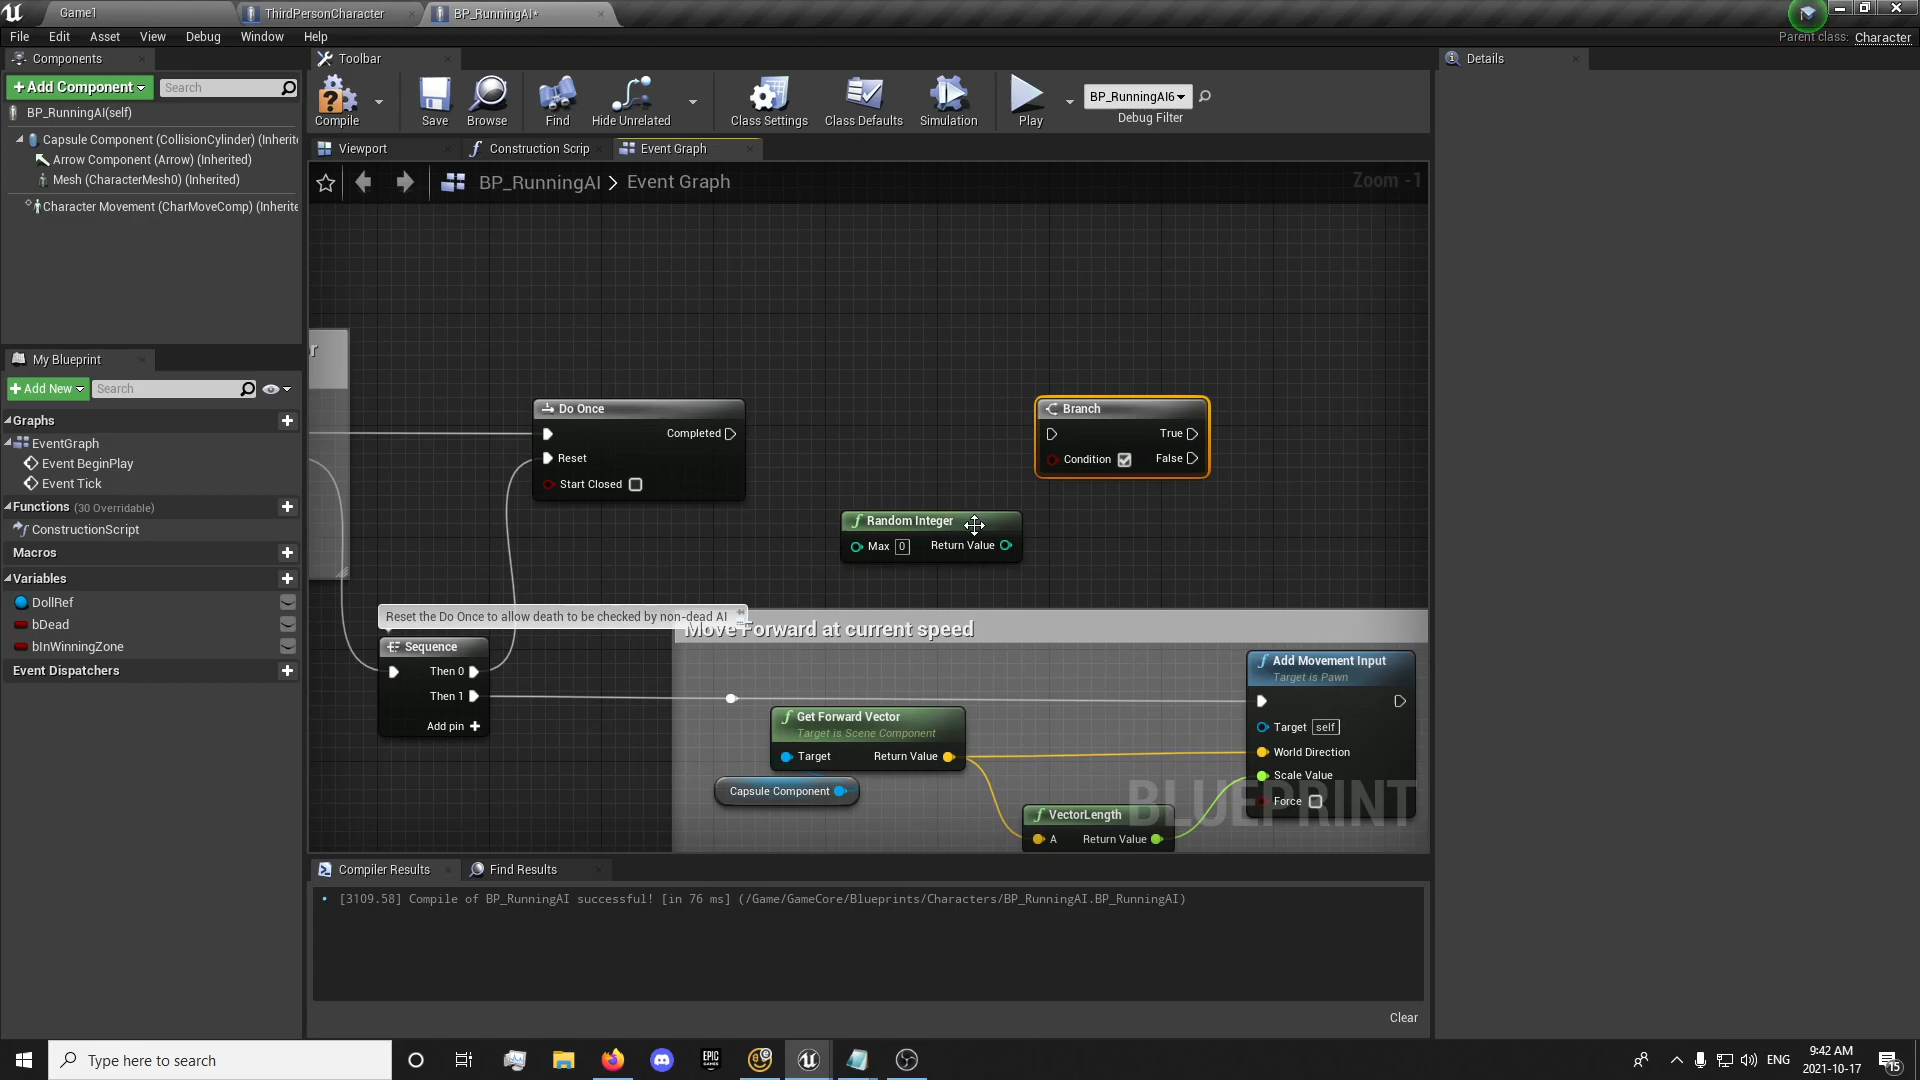 Game1
ThirdPersonCharacter
BP_RunningAI*
File Edit Asset View Debug Window Help
Parent class: Character
Components
Toolbar
Details
+ Add Component
Search
BP_RunningAI(self)
Capsule Component (CollisionCylinder) (Inherit
Arrow Component (Arrow) (Inherited)
Mesh (CharacterMesh0) (Inherited)
Character Movement (CharMoveComp) (Inherite
Compile
Save
Browse
Find
Hide Unrelated
Class Settings
Class Defaults
Simulation
Play
BP_RunningAI6
Debug Filter
Viewport
Construction Scrip
Event Graph
BP_RunningAI > Event Graph
Zoom -1
My Blueprint
+ Add New
Search
Graphs
EventGraph
Event BeginPlay
Event Tick
Functions (30 Overridable)
ConstructionScript
Macros
Variables
DollRef
bDead
bInWinningZone
Event Dispatchers
r
Do Once
Completed
Reset
Start Closed
Branch
True
Condition
False
Random Integer
Max 0
Return Value
Reset the Do Once to allow death to be checked by non-dead AI
Move Forward at current speed
Sequence
Then 0
Then 1
Add pin +
Get Forward Vector
Target is Scene Component
Target
Return Value
Capsule Component
VectorLength
A
Return Value
Add Movement Input
Target is Pawn
Target self
World Direction
Scale Value
Force
BLUEPRINT
Compiler Results
Find Results
[3109.58] Compile of BP_RunningAI successful! [in 76 ms] (/Game/GameCore/Blueprints/Characters/BP_RunningAI.BP_RunningAI)
Clear
Type here to search
EPIC
GAMES
ENG
9:42 AM
2021-10-17
15